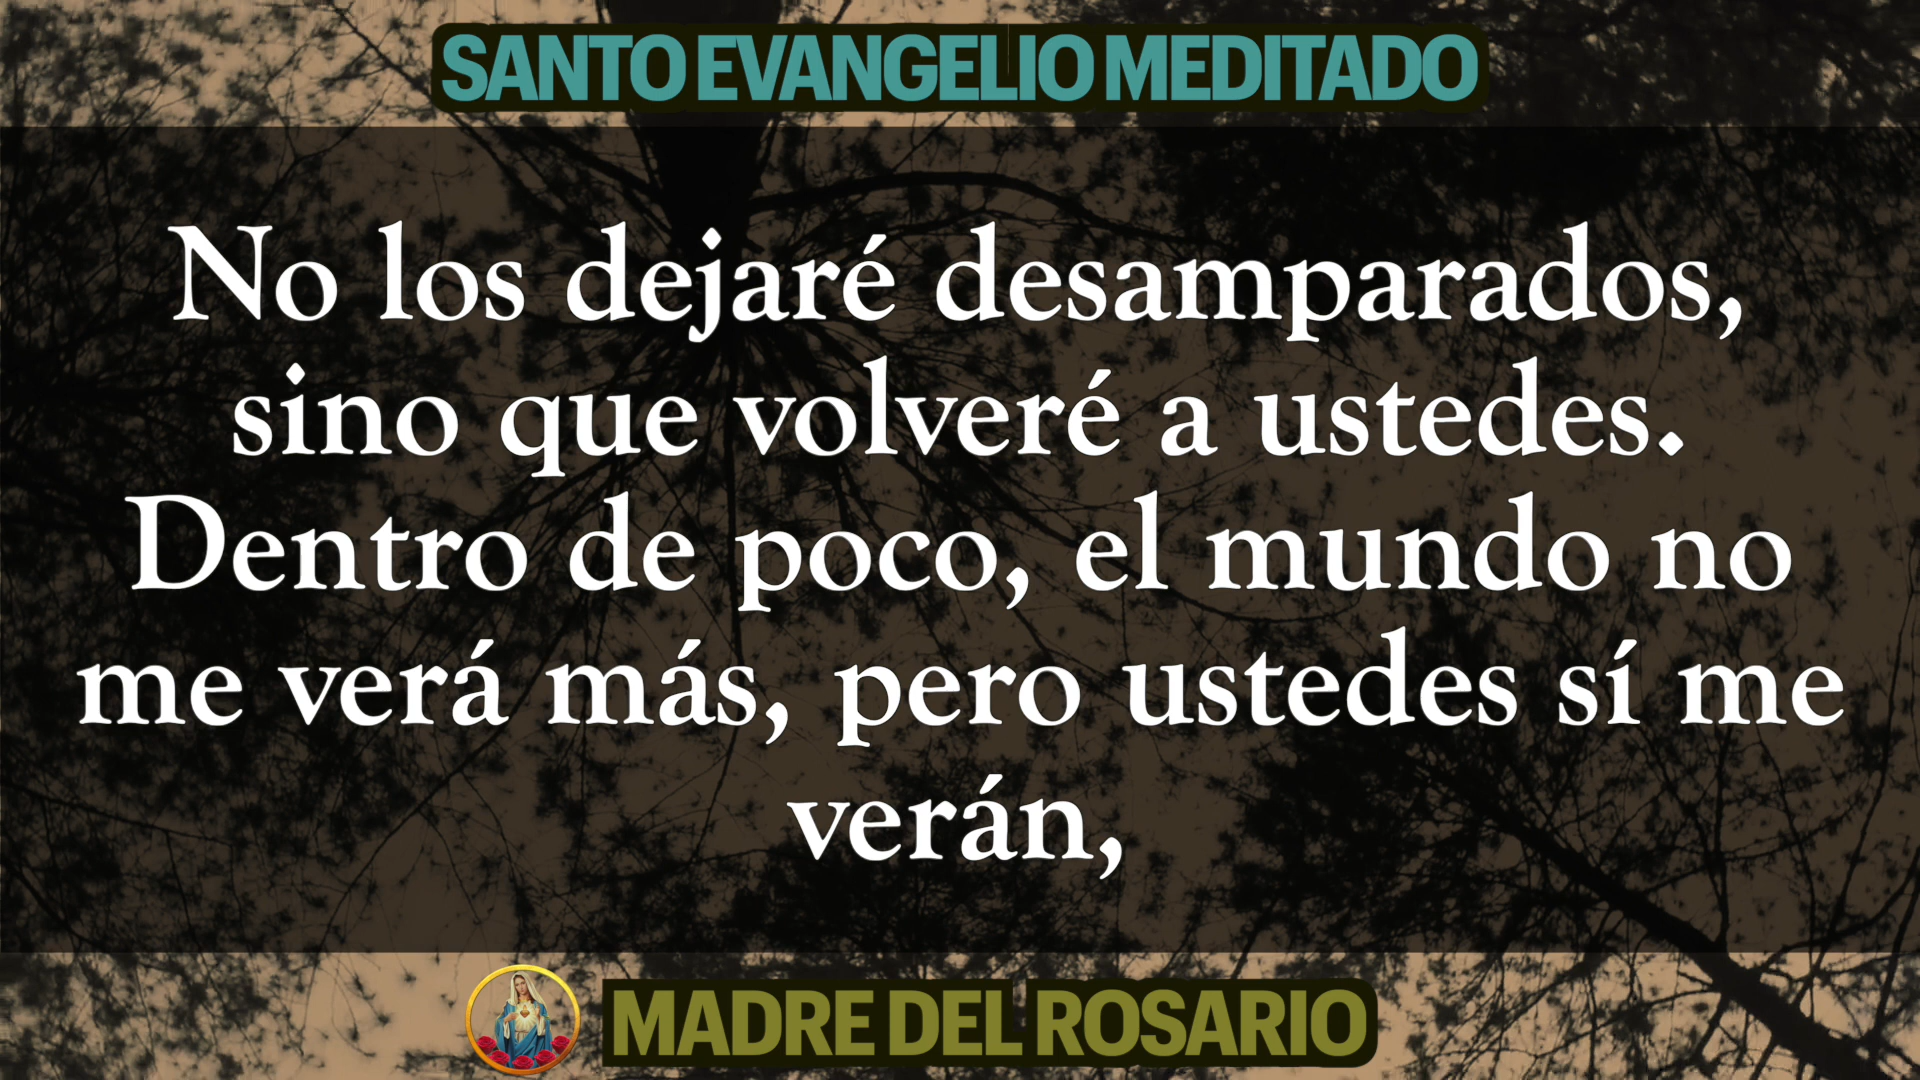 SANTO EVANGELIO MEDITADO
No los dejaré desamparados,
sino que volveré a ustedes.
Dentro de poco, el mundo no
me verá más, pero ustedes sí me
verán,
MADRE DEL ROSARIO